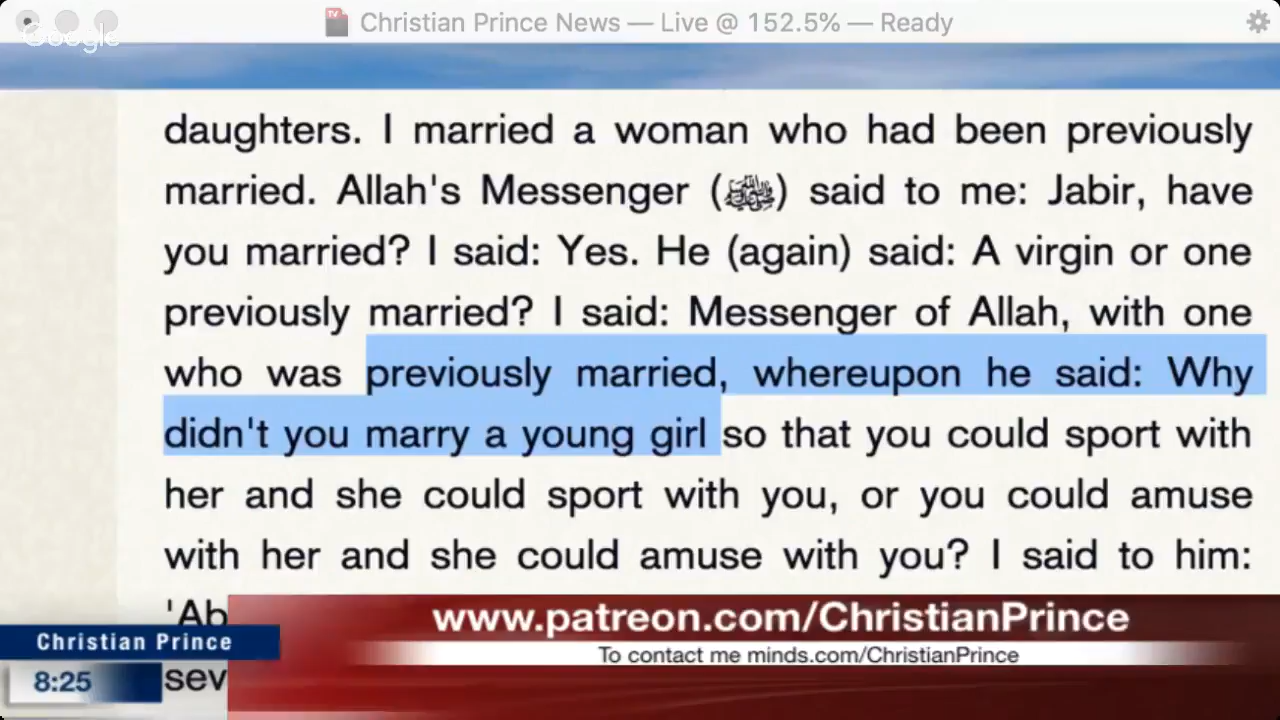 Christian Prince News — Live @ 152.5% — Ready
Google
daughters. I married a woman who had been previously
married. Allah's Messenger (ﷺ) said to me: Jabir, have
you married? I said: Yes. He (again) said: A virgin or one
previously married? I said: Messenger of Allah, with one
who was previously married, whereupon he said: Why
didn't you marry a young girl so that you could sport with
her and she could sport with you, or you could amuse
with her and she could amuse with you? I said to him:
'Ab
sev
www.patreon.com/ChristianPrince
To contact me minds.com/ChristianPrince
Christian Prince
8:25